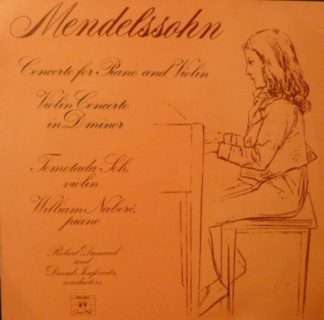 Mendelssohn
Concerto for Piano and Violin
Violin Concerto
in D minor
Tomotada Soh,
violin
William Naboré,
piano
Robert Dunand
and
David Josefowitz,
conductors